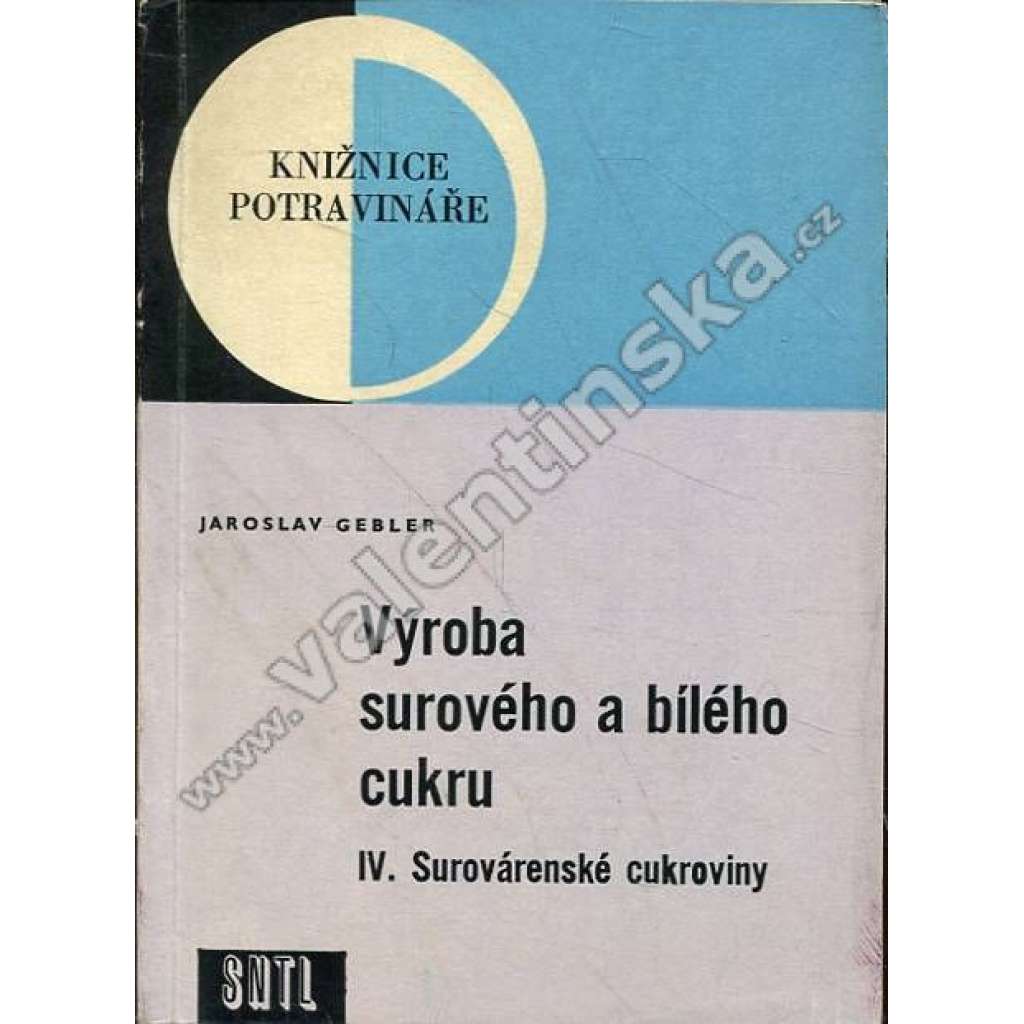 KNIŽNICE
POTRAVINÁŘE
www.valentinska.cz
JAROSLAV GEBLER
Výroba
surového a bílého
cukru
IV. Surovárenské cukroviny
SNTL